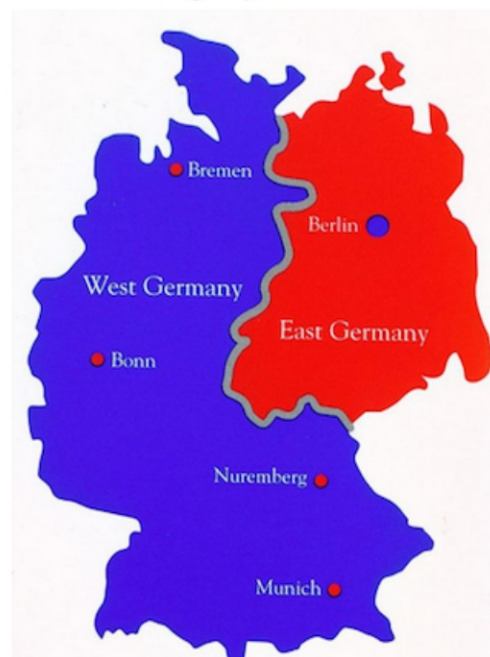 Bremen
Berlin
West Germany
East Germany
Bonn
Nuremberg
Munich